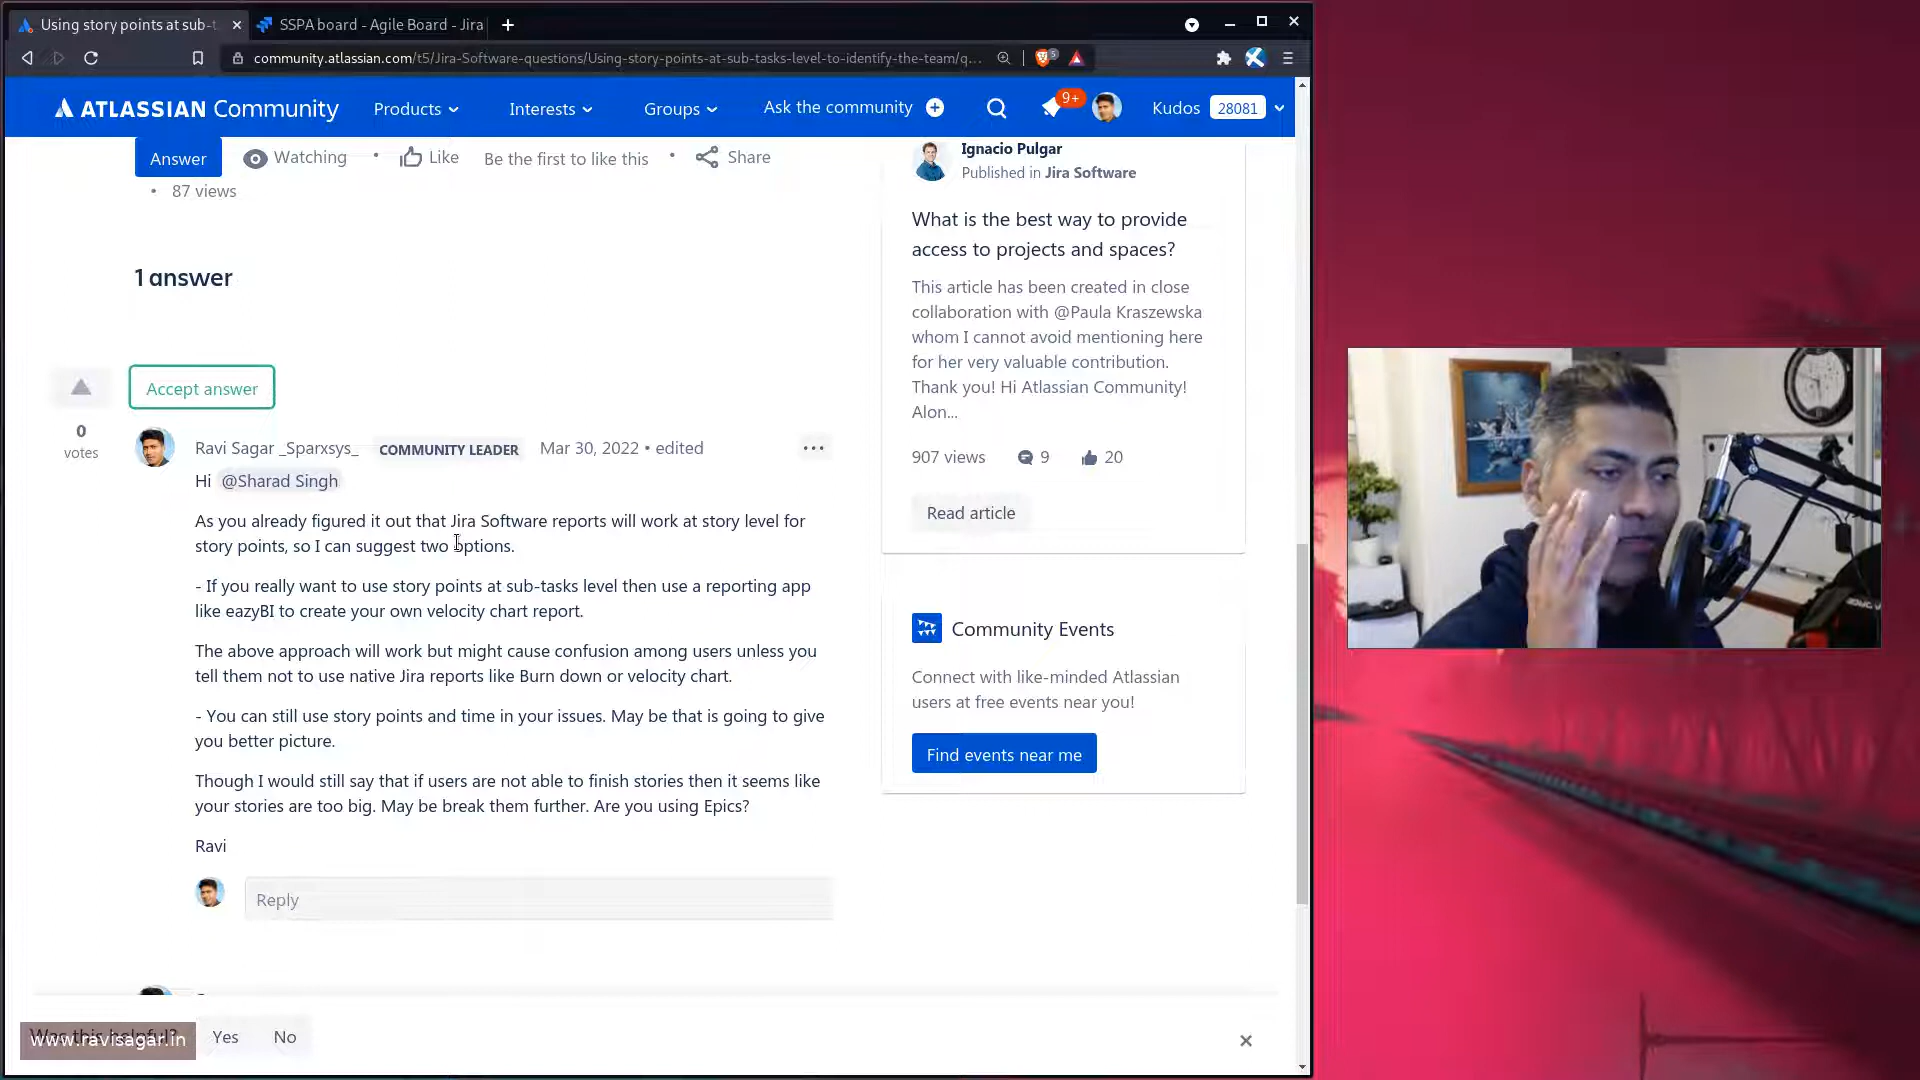 Using story points at sub-t
SSPA board - Agile Board - Jira
community.atlassian.com/t5/Jira-Software-questions/Using-story-points-at-sub-tasks-level-to-identify-the-team/q...
5
ATLASSIAN Community
Products
Interests
Groups
Ask the community
9+
Kudos
28081
Answer
Watching
•
Like
Be the first to like this
•
Share
• 87 views
1 answer
Accept answer
0
votes
Ravi Sagar _Sparxsys_
COMMUNITY LEADER
Mar 30, 2022 • edited
Hi @Sharad Singh
As you already figured it out that Jira Software reports will work at story level for
story points, so I can suggest two options.
- If you really want to use story points at sub-tasks level then use a reporting app
like eazyBI to create your own velocity chart report.
The above approach will work but might cause confusion among users unless you
tell them not to use native Jira reports like Burn down or velocity chart.
- You can still use story points and time in your issues. May be that is going to give
you better picture.
Though I would still say that if users are not able to finish stories then it seems like
your stories are too big. May be break them further. Are you using Epics?
Ravi
Reply
Ignacio Pulgar
Published in Jira Software
What is the best way to provide
access to projects and spaces?
This article has been created in close
collaboration with @Paula Kraszewska
whom I cannot avoid mentioning here
for her very valuable contribution.
Thank you! Hi Atlassian Community!
Alon...
907 views
9
20
Read article
Community Events
Connect with like-minded Atlassian
users at free events near you!
Find events near me
Was this helpful?
Yes
No
www.ravisagar.in